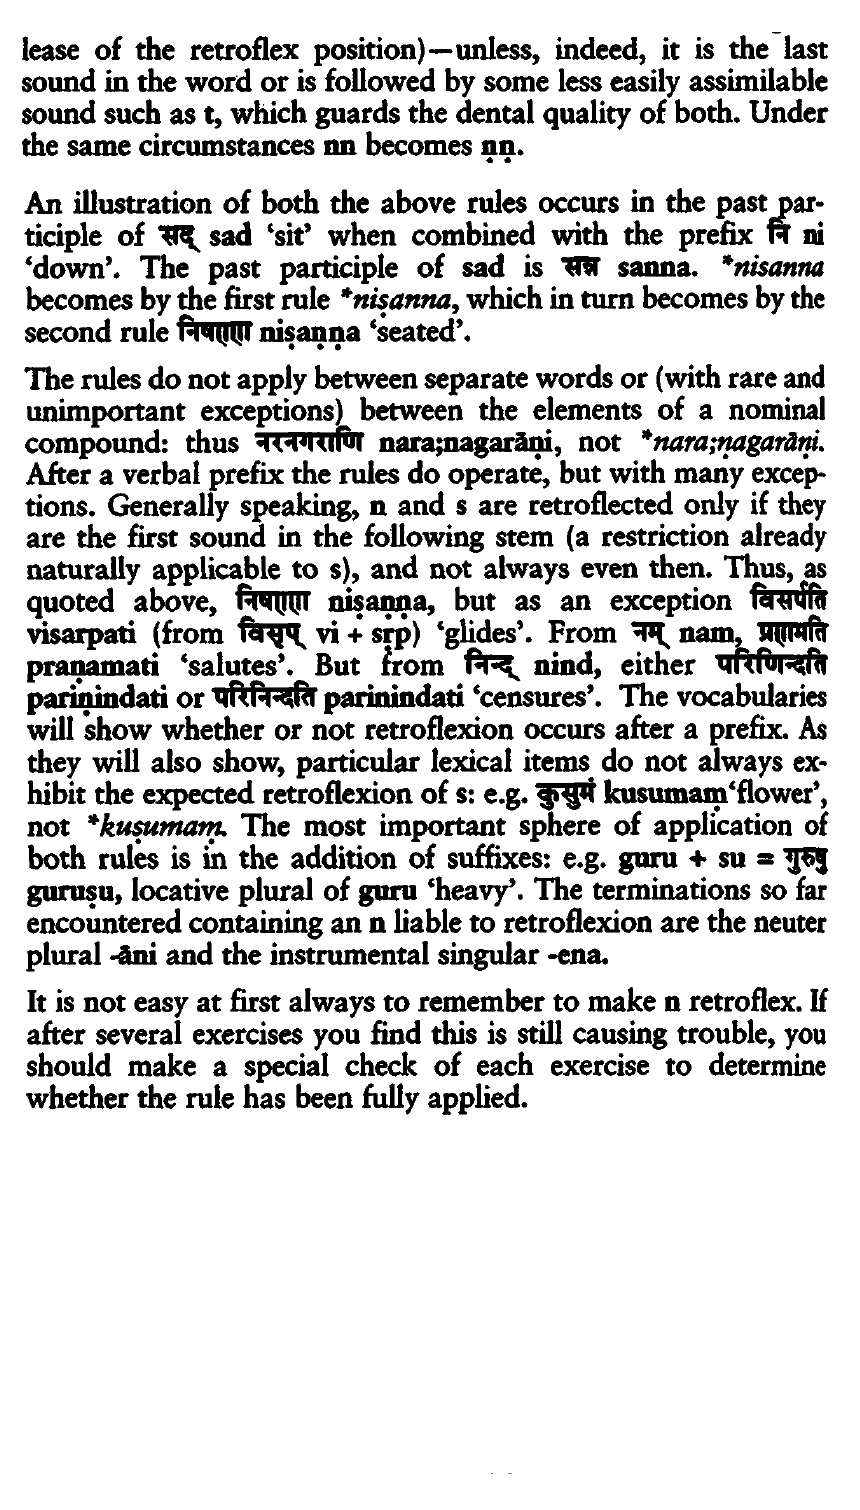 lease of the retroflex position)—unless, indeed, it is the last
sound in the word or is followed by some less easily assimilable
sound such as t, which guards the dental quality of both. Under
the same circumstances nn becomes ṇṇ.
An illustration of both the above rules occurs in the past par-
ticiple of सद् sad ‘sit’ when combined with the prefix नि ni
‘down’. The past participle of sad is सन्न sanna. *nisanna
becomes by the first rule *niṣanna, which in turn becomes by the
second rule निषण्ण niṣaṇṇa ‘seated’.
The rules do not apply between separate words or (with rare and
unimportant exceptions) between the elements of a nominal
compound: thus नरनगराणि nara;nagarāṇi, not *nara;ṇagarāṇi.
After a verbal prefix the rules do operate, but with many excep-
tions. Generally speaking, n and s are retroflected only if they
are the first sound in the following stem (a restriction already
naturally applicable to s), and not always even then. Thus, as
quoted above, निषण्ण niṣaṇṇa, but as an exception विसर्पति
visarpati (from विसृप् vi + sṛp) ‘glides’. From नम् nam, प्रणमति
praṇamati ‘salutes’. But from निन्द् nind, either परिणिन्दति
pariṇindati or परिनिन्दति parinindati ‘censures’. The vocabularies
will show whether or not retroflexion occurs after a prefix. As
they will also show, particular lexical items do not always ex-
hibit the expected retroflexion of s: e.g. कुसुमं kusumaṃ‘flower’,
not *kuṣumaṃ. The most important sphere of application of
both rules is in the addition of suffixes: e.g. guru + su = गुरुषु
guruṣu, locative plural of guru ‘heavy’. The terminations so far
encountered containing an n liable to retroflexion are the neuter
plural -āni and the instrumental singular -ena.
It is not easy at first always to remember to make n retroflex. If
after several exercises you find this is still causing trouble, you
should make a special check of each exercise to determine
whether the rule has been fully applied.